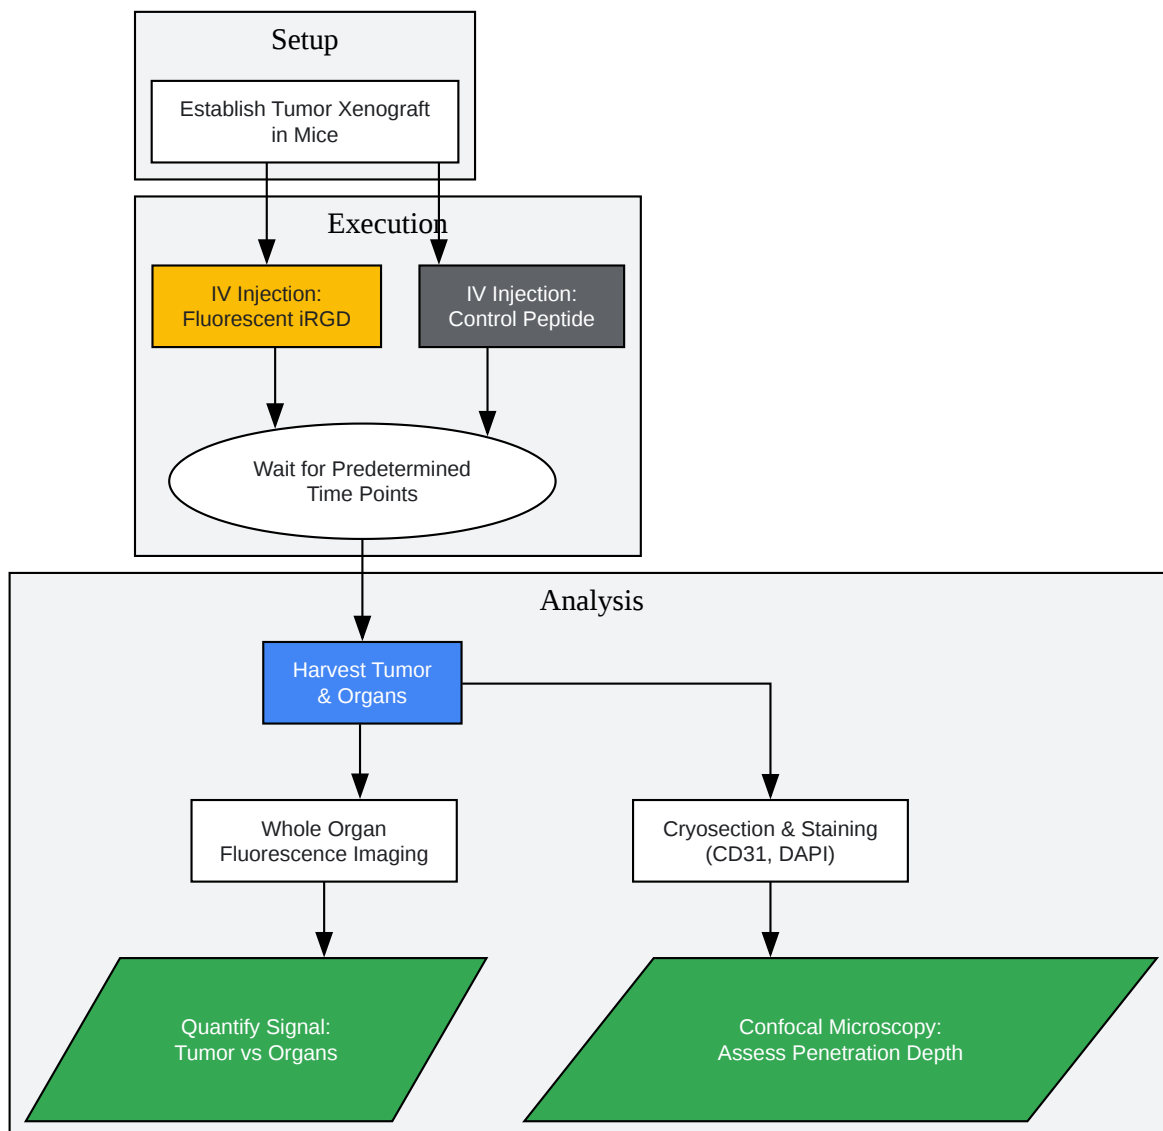 Setup
Establish Tumor Xenograft
in Mice
Execution
IV Injection:
Fluorescent iRGD
IV Injection:
Control Peptide
Wait for Predetermined
Time Points
Analysis
Harvest Tumor
& Organs
Whole Organ
Fluorescence Imaging
Cryosection & Staining
(CD31, DAPI)
Quantify Signal:
Tumor vs Organs
Confocal Microscopy:
Assess Penetration Depth